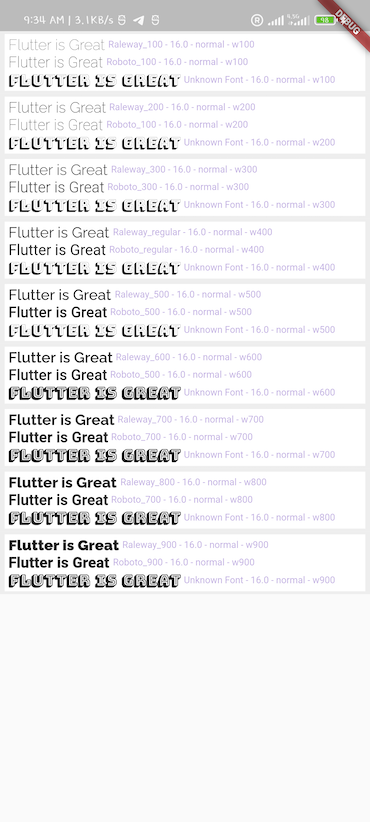 9:34 AM | 3.1KB/s
R 4.5G 98
DEBUG
Flutter is Great Raleway_100 - 16.0 - normal - w100
Flutter is Great Roboto_100 - 16.0 - normal - w100
FLUTTER IS GREAT Unknown Font - 16.0 - normal - w100
Flutter is Great Raleway_200 - 16.0 - normal - w200
Flutter is Great Roboto_100 - 16.0 - normal - w200
FLUTTER IS GREAT Unknown Font - 16.0 - normal - w200
Flutter is Great Raleway_300 - 16.0 - normal - w300
Flutter is Great Roboto_300 - 16.0 - normal - w300
FLUTTER IS GREAT Unknown Font - 16.0 - normal - w300
Flutter is Great Raleway_regular - 16.0 - normal - w400
Flutter is Great Roboto_regular - 16.0 - normal - w400
FLUTTER IS GREAT Unknown Font - 16.0 - normal - w400
Flutter is Great Raleway_500 - 16.0 - normal - w500
Flutter is Great Roboto_500 - 16.0 - normal - w500
FLUTTER IS GREAT Unknown Font - 16.0 - normal - w500
Flutter is Great Raleway_600 - 16.0 - normal - w600
Flutter is Great Roboto_500 - 16.0 - normal - w600
FLUTTER IS GREAT Unknown Font - 16.0 - normal - w600
Flutter is Great Raleway_700 - 16.0 - normal - w700
Flutter is Great Roboto_700 - 16.0 - normal - w700
FLUTTER IS GREAT Unknown Font - 16.0 - normal - w700
Flutter is Great Raleway_800 - 16.0 - normal - w800
Flutter is Great Roboto_700 - 16.0 - normal - w800
FLUTTER IS GREAT Unknown Font - 16.0 - normal - w800
Flutter is Great Raleway_900 - 16.0 - normal - w900
Flutter is Great Roboto_900 - 16.0 - normal - w900
FLUTTER IS GREAT Unknown Font - 16.0 - normal - w900